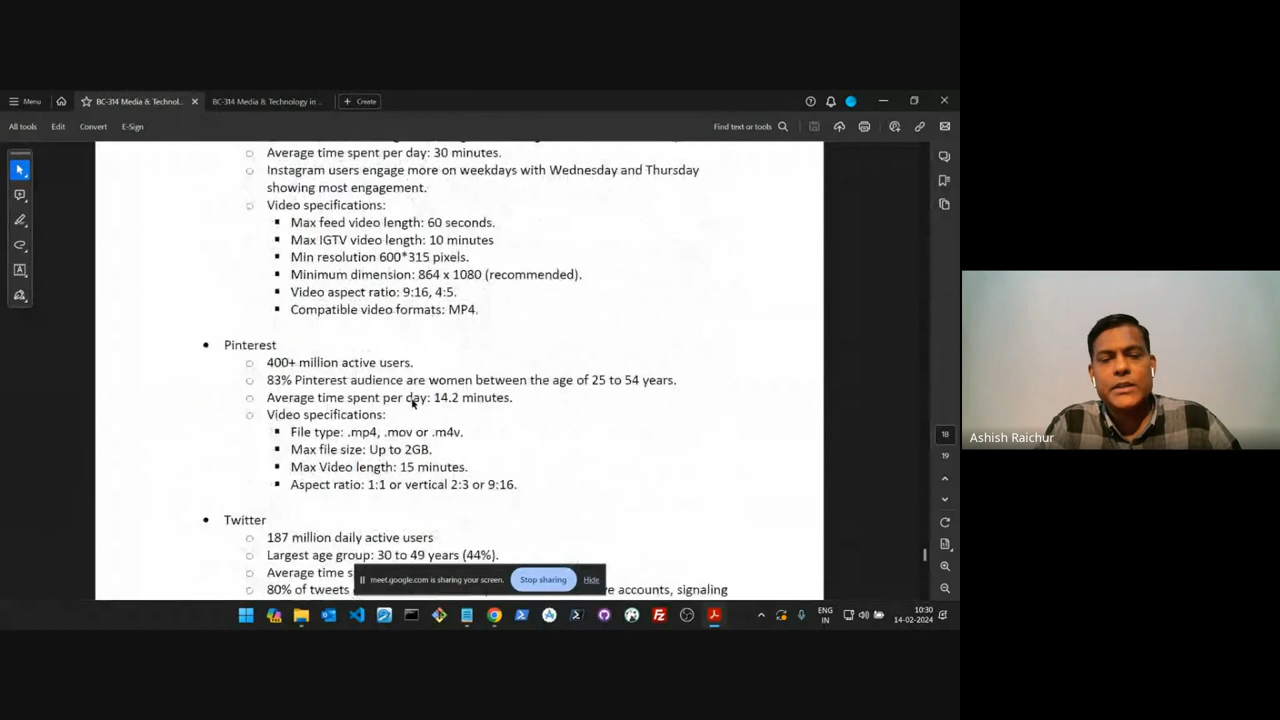 Menu
BC-314 Media & Technol...
BC-314 Media & Technology in ...
Create
All tools
Edit
Convert
E-Sign
Find text or tools
Average time spent per day: 30 minutes.
Instagram users engage more on weekdays with Wednesday and Thursday
showing most engagement.
Video specifications:
Max feed video length: 60 seconds.
Max IGTV video length: 10 minutes
Min resolution 600*315 pixels.
Minimum dimension: 864 x 1080 (recommended).
Video aspect ratio: 9:16, 4:5.
Compatible video formats: MP4.
Pinterest
400+ million active users.
83% Pinterest audience are women between the age of 25 to 54 years.
Average time spent per day: 14.2 minutes.
Video specifications:
File type: .mp4, .mov or .m4v.
Max file size: Up to 2GB.
Max Video length: 15 minutes.
Aspect ratio: 1:1 or vertical 2:3 or 9:16.
Twitter
187 million daily active users
Largest age group: 30 to 49 years (44%).
Average time s
80% of tweets
accounts, signaling
meet.google.com is sharing your screen.
Stop sharing
Hide
18
19
ENG
IN
10:30
14-02-2024
Ashish Raichur